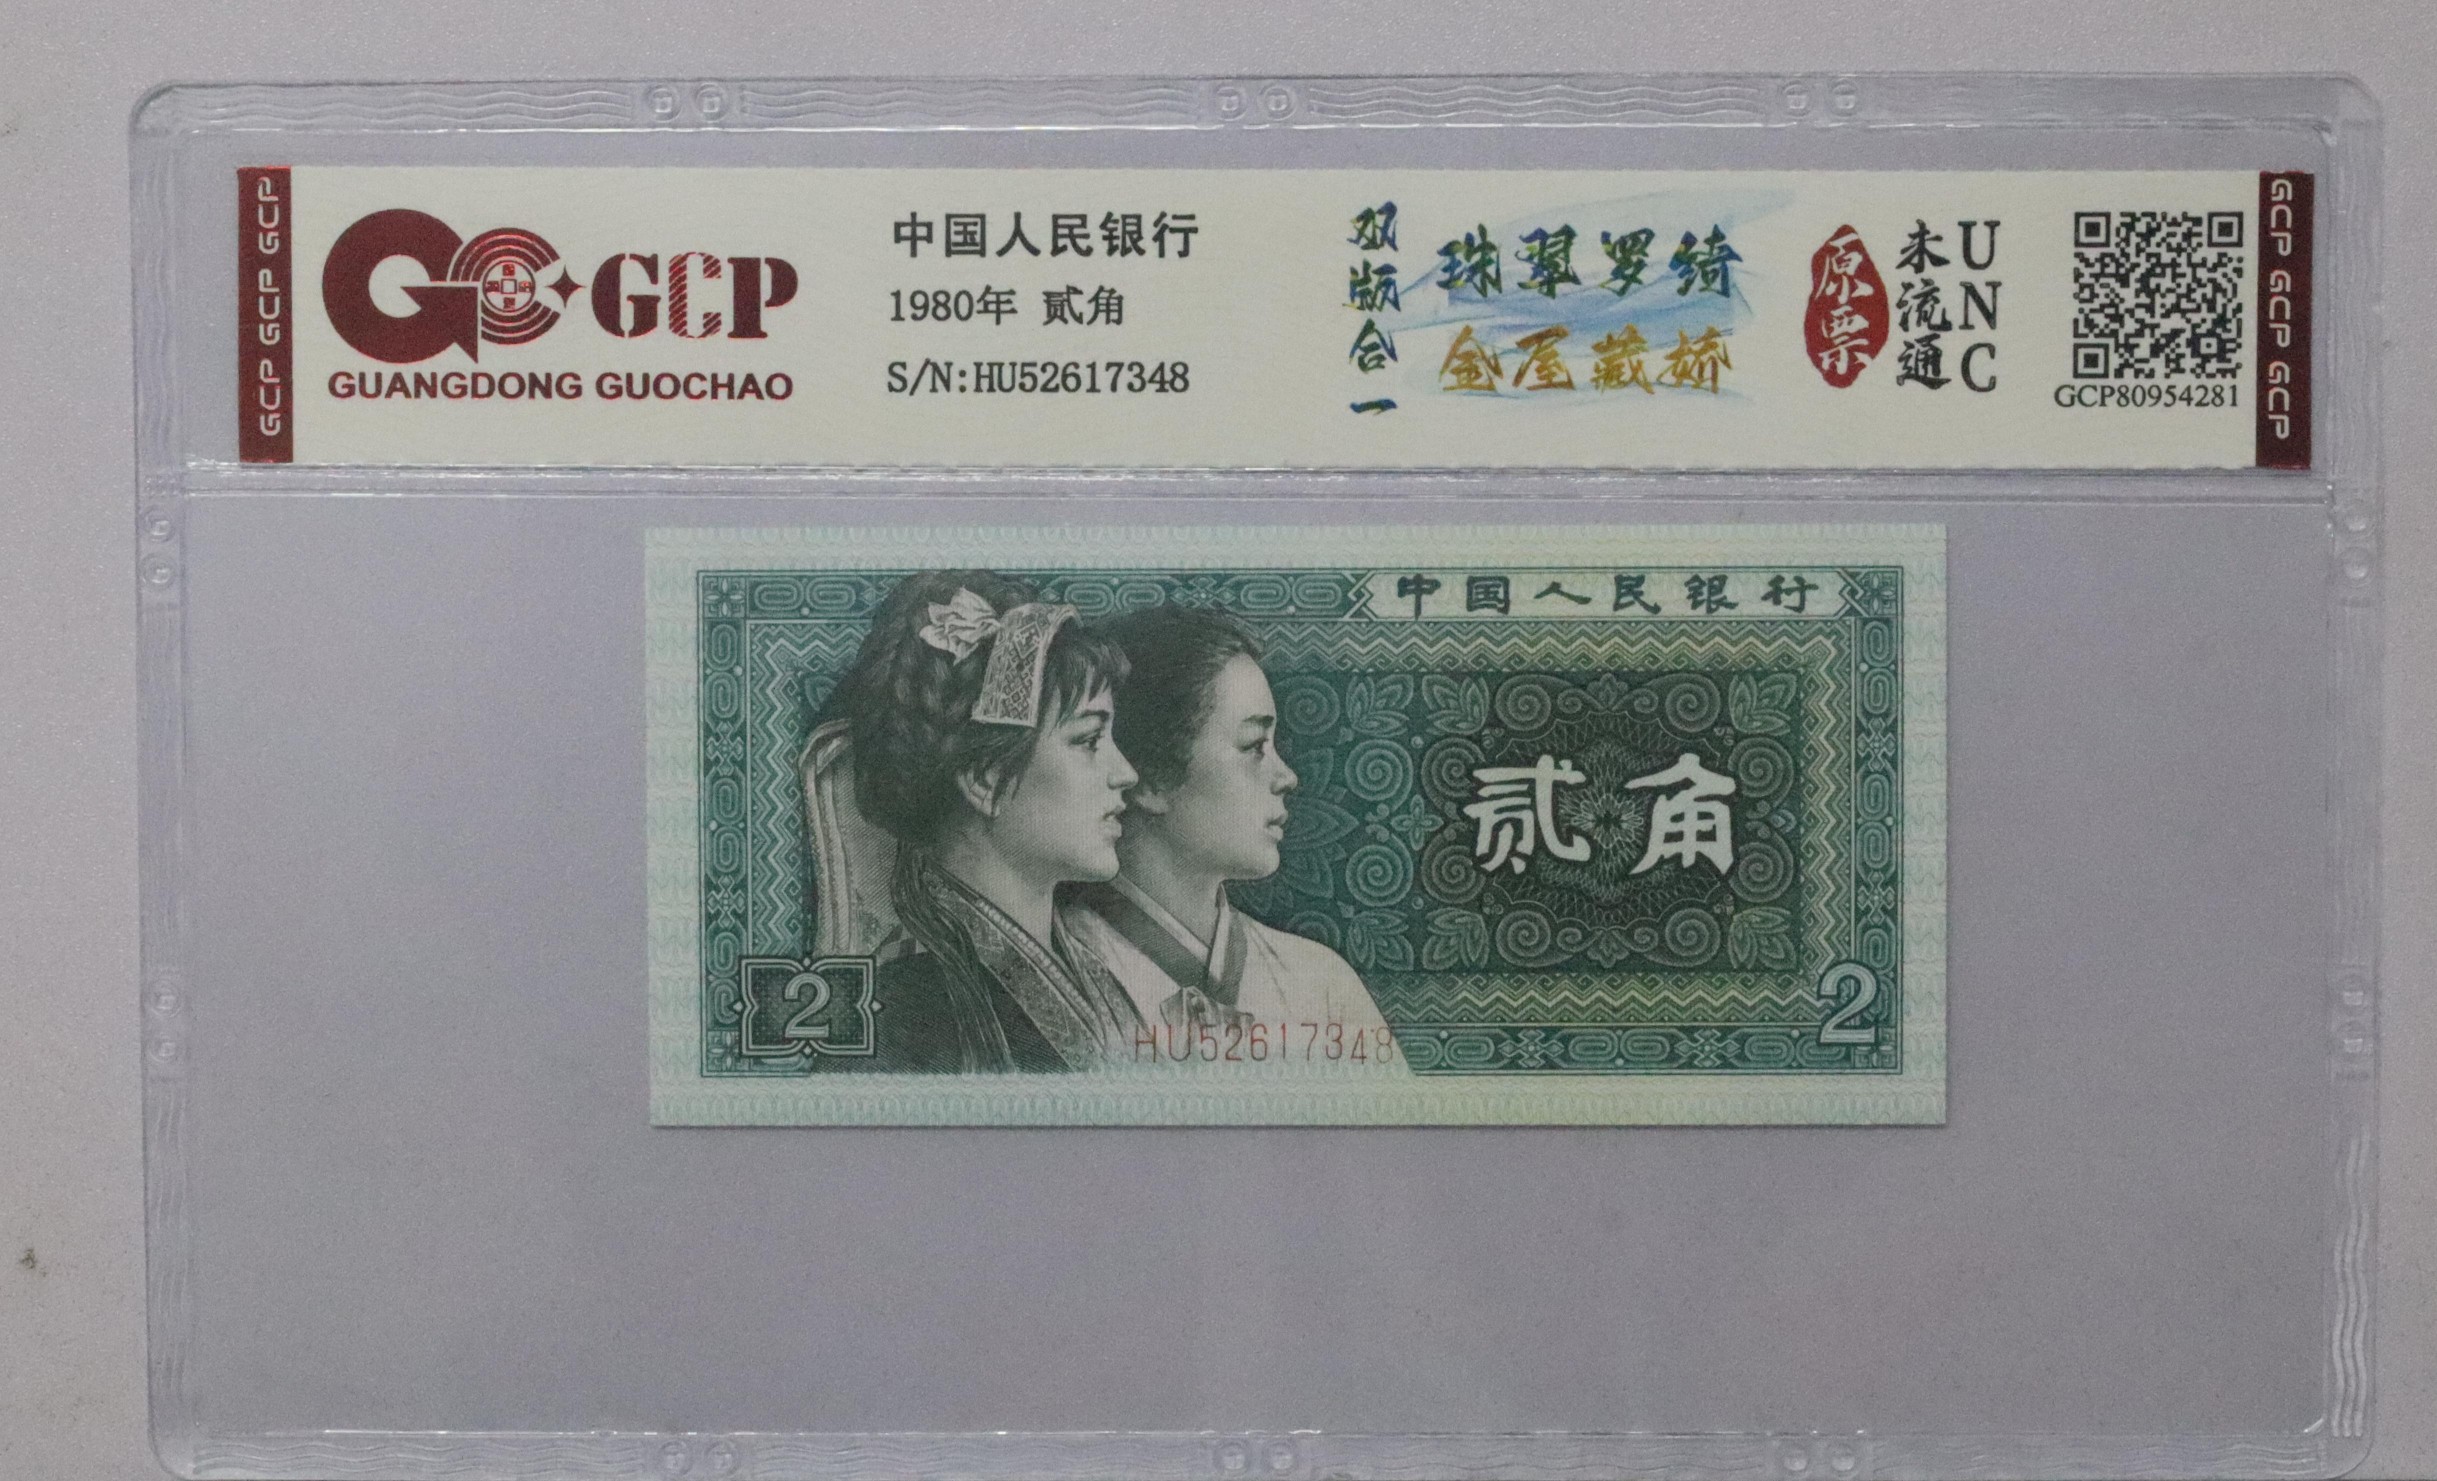 GCP GCP GCP
GCP
GUANGDONG GUOCHAO
中国人民银行
1980年 贰角
S/N:HU52617348
双版合一
珠翠罗绮
金屋藏娇
原票
未流通
UNC
GCP80954281
GCP GCP GCP
中国人民银行
贰角
2
HU52617348
2